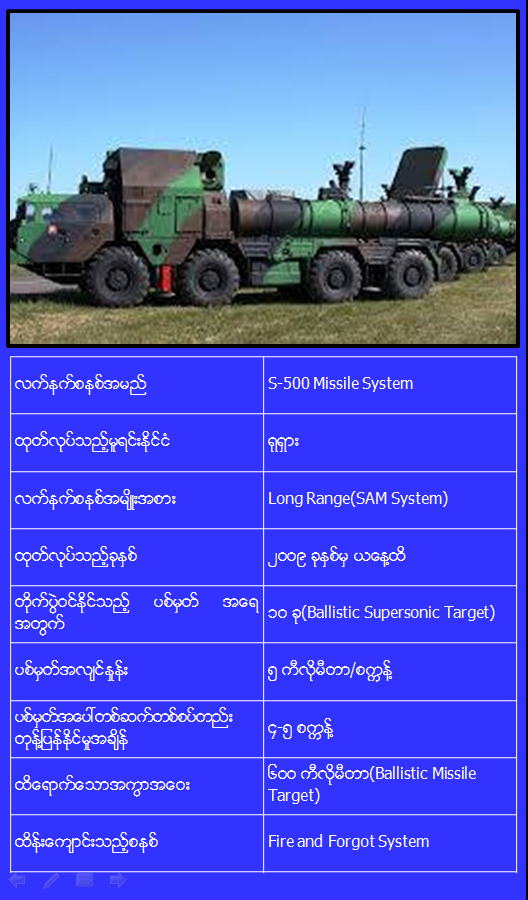 လက်နက်စနစ်အမည်
S-500 Missile System
ထုတ်လုပ်သည့်မူရင်းနိုင်ငံ
ရုရှား
လက်နက်စနစ်အမျိုးအစား
Long Range(SAM System)
ထုတ်လုပ်သည့်ခုနှစ်
၂၀၀၉ ခုနှစ်မှ ယနေ့ထိ
တိုက်ပွဲဝင်နိုင်သည့် ပစ်မှတ် အရေ
အတွက်
၁၀ ခု(Ballistic Supersonic Target)
ပစ်မှတ်အလျင်နှုန်း
၅ ကီလိုမီတာ/စက္ကန့်
ပစ်မှတ်အပေါ်တစ်ဆက်တစ်စပ်တည်း
တုန့်ပြန်နိုင်မှုအချိန်
၄-၅ စက္ကန့်
ထိရောက်သောအကွာအဝေး
၆၀၀ ကီလိုမီတာ(Ballistic Missile
Target)
ထိန်းကျောင်းသည့်စနစ်
Fire and Forgot System